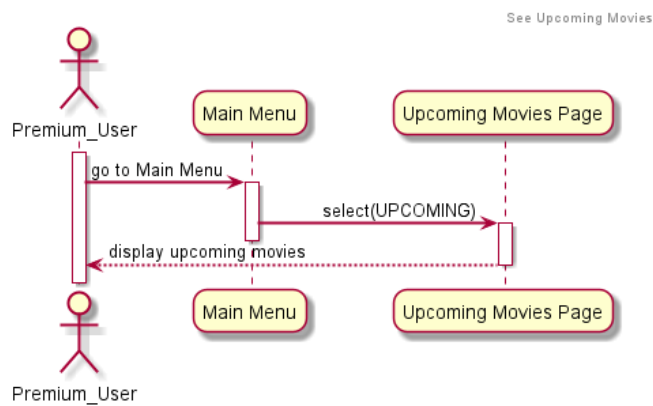 See Upcoming Movies
Premium_User
Main Menu
Upcoming Movies Page
go to Main Menu
select(UPCOMING)
display upcoming movies
Premium_User
Main Menu
Upcoming Movies Page